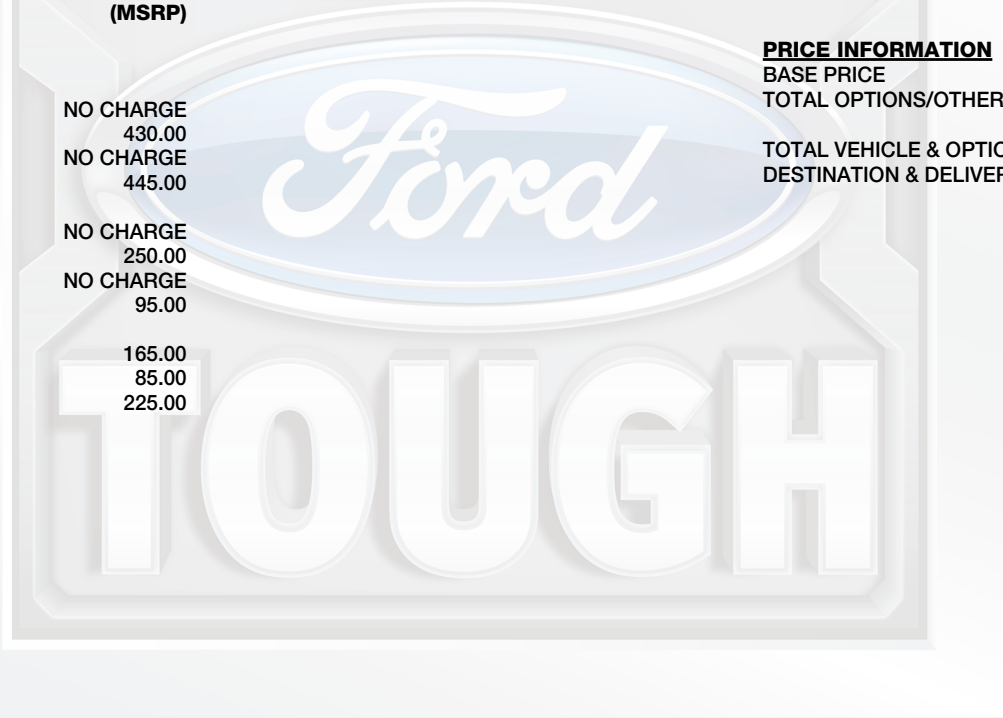 (MSRP)
NO CHARGE
430.00
NO CHARGE
445.00
NO CHARGE
250.00
NO CHARGE
95.00
165.00
85.00
225.00
PRICE INFORMATION
BASE PRICE
TOTAL OPTIONS/OTHER
TOTAL VEHICLE & OPTIO
DESTINATION & DELIVER
Ford
TOUGH